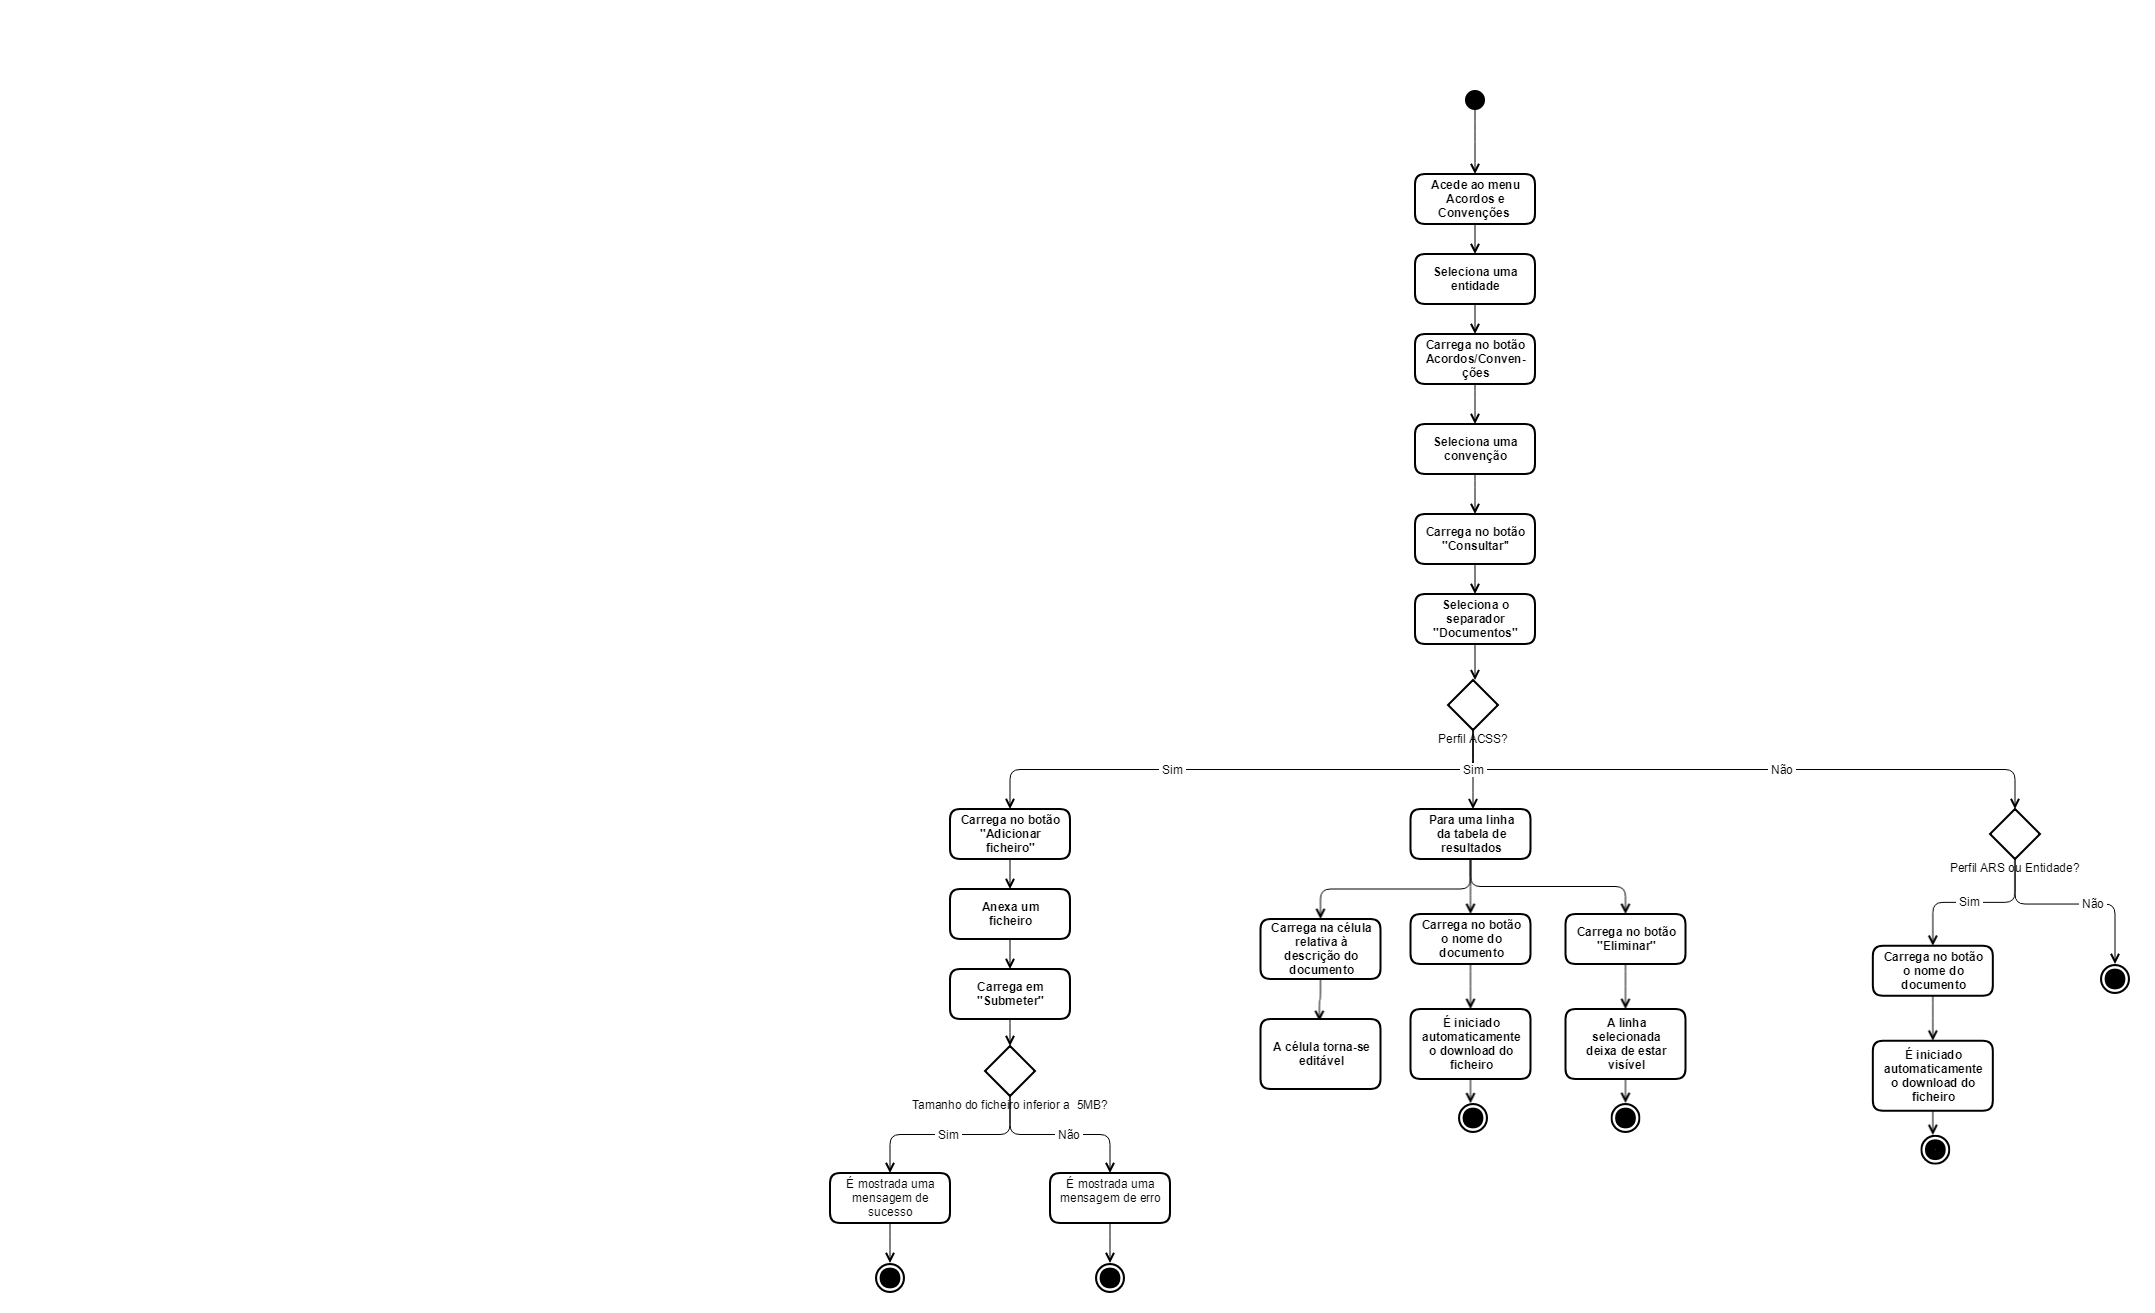 Acede ao menu
Acordos e
Convenções
Seleciona uma
entidade
Carrega no botão
Acordos/Conven-
ções
Seleciona uma
convenção
Carrega no botão
"Consultar"
Seleciona o
separador
"Documentos"
Perfil ACSS?
Sim
Sim
Não
Carrega no botão
"Adicionar
ficheiro"
Anexa um
ficheiro
Carrega em
"Submeter"
Tamanho do ficheiro inferior a  5MB?
Sim
Não
É mostrada uma
mensagem de
sucesso
É mostrada uma
mensagem de erro
Para uma linha
da tabela de
resultados
Carrega na célula
relativa à
descrição do
documento
A célula torna-se
editável
Carrega no botão
o nome do
documento
É iniciado
automaticamente
o download do
ficheiro
Carrega no botão
"Eliminar"
A linha
selecionada
deixa de estar
visível
Perfil ARS ou Entidade?
Sim
Não
Carrega no botão
o nome do
documento
É iniciado
automaticamente
o download do
ficheiro